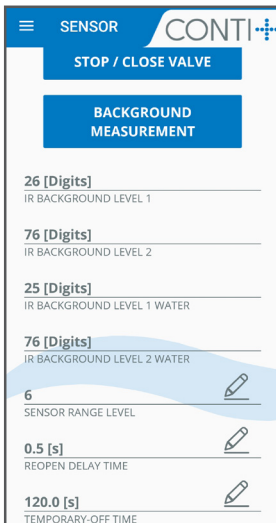 SENSOR CONTI+
STOP / CLOSE VALVE
BACKGROUND
MEASUREMENT
26 [Digits]
IR BACKGROUND LEVEL 1
76 [Digits]
IR BACKGROUND LEVEL 2
25 [Digits]
IR BACKGROUND LEVEL 1 WATER
76 [Digits]
IR BACKGROUND LEVEL 2 WATER
6
SENSOR RANGE LEVEL
0.5 [s]
REOPEN DELAY TIME
120.0 [s]
TEMPORARY-OFF TIME